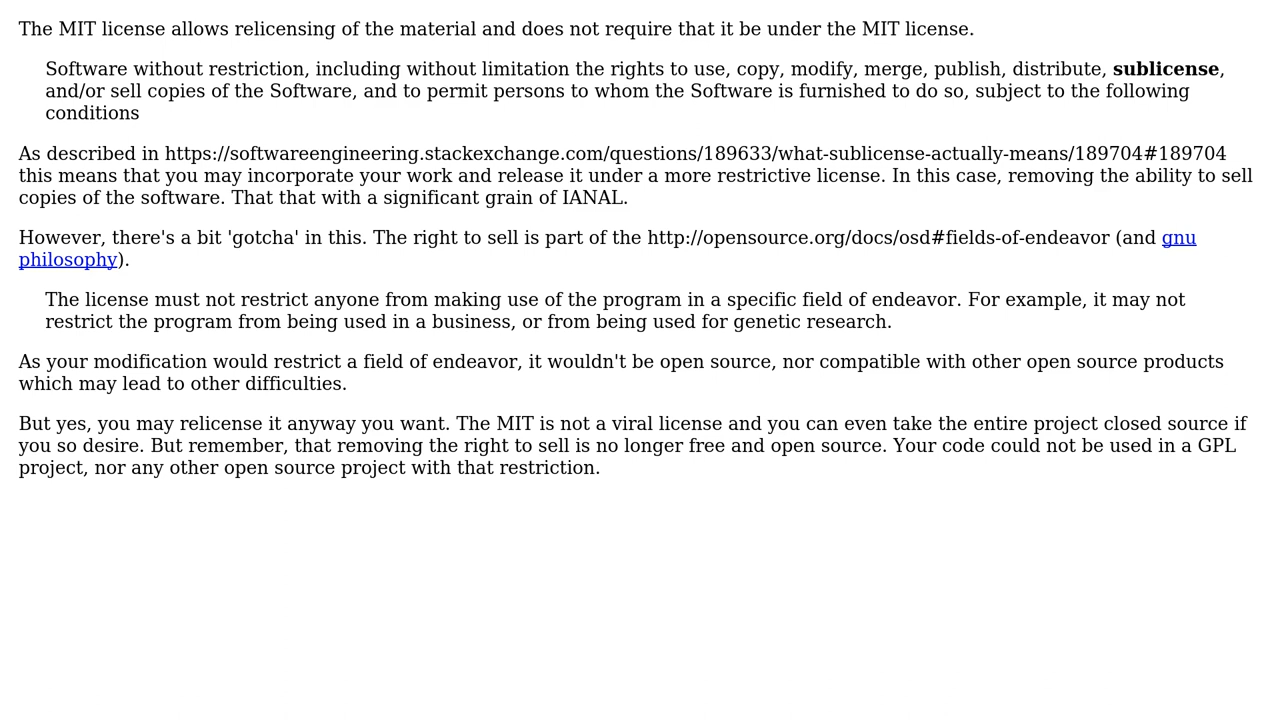 The MIT license allows relicensing of the material and does not require that it be under the MIT license.
Software without restriction, including without limitation the rights to use, copy, modify, merge, publish, distribute, sublicense,
and/or sell copies of the Software, and to permit persons to whom the Software is furnished to do so, subject to the following
conditions
As described in https://softwareengineering.stackexchange.com/questions/189633/what-sublicense-actually-means/189704#189704
this means that you may incorporate your work and release it under a more restrictive license. In this case, removing the ability to sell
copies of the software. That that with a significant grain of IANAL.
However, there's a bit 'gotcha' in this. The right to sell is part of the http://opensource.org/docs/osd#fields-of-endeavor (and gnu
philosophy).
The license must not restrict anyone from making use of the program in a specific field of endeavor. For example, it may not
restrict the program from being used in a business, or from being used for genetic research.
As your modification would restrict a field of endeavor, it wouldn't be open source, nor compatible with other open source products
which may lead to other difficulties.
But yes, you may relicense it anyway you want. The MIT is not a viral license and you can even take the entire project closed source if
you so desire. But remember, that removing the right to sell is no longer free and open source. Your code could not be used in a GPL
project, nor any other open source project with that restriction.